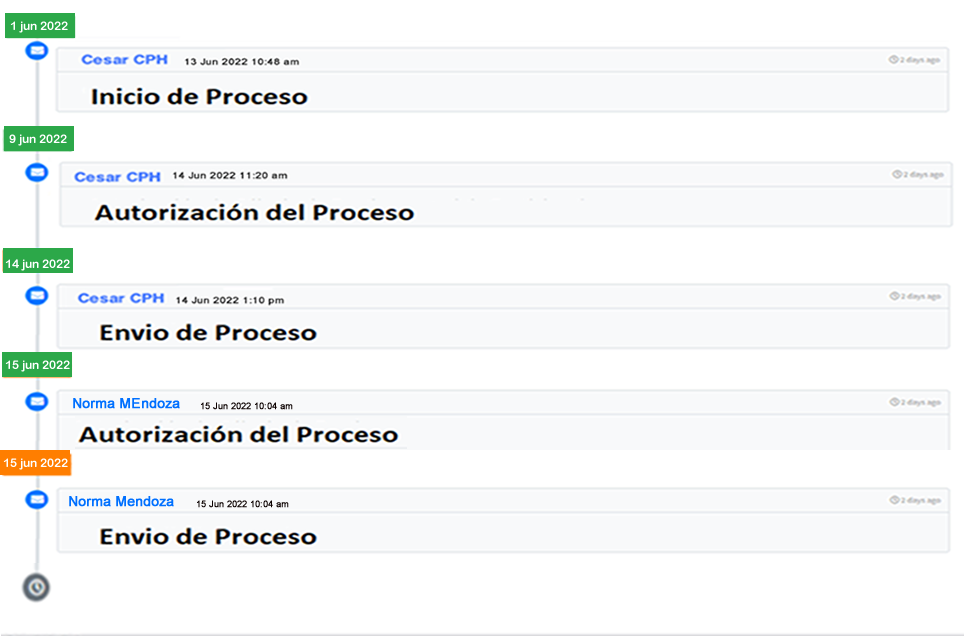 1 jun 2022
Cesar CPH 13 Jun 2022 10:48 am 2 days ago
Inicio de Proceso
9 jun 2022
Cesar CPH 14 Jun 2022 11:20 am 2 days ago
Autorización del Proceso
14 jun 2022
Cesar CPH 14 Jun 2022 1:10 pm 2 days ago
Envio de Proceso
15 jun 2022
Norma MEndoza 15 Jun 2022 10:04 am 2 days ago
Autorización del Proceso
15 jun 2022
Norma Mendoza 15 Jun 2022 10:04 am 2 days ago
Envio de Proceso